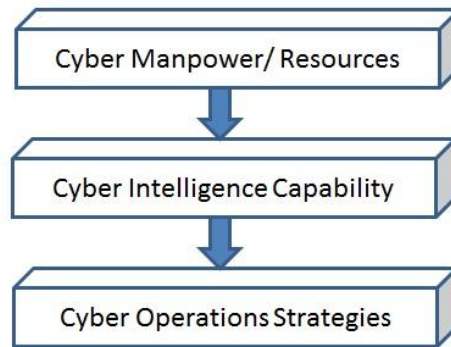 Cyber Manpower/ Resources
Cyber Intelligence Capability
Cyber Operations Strategies